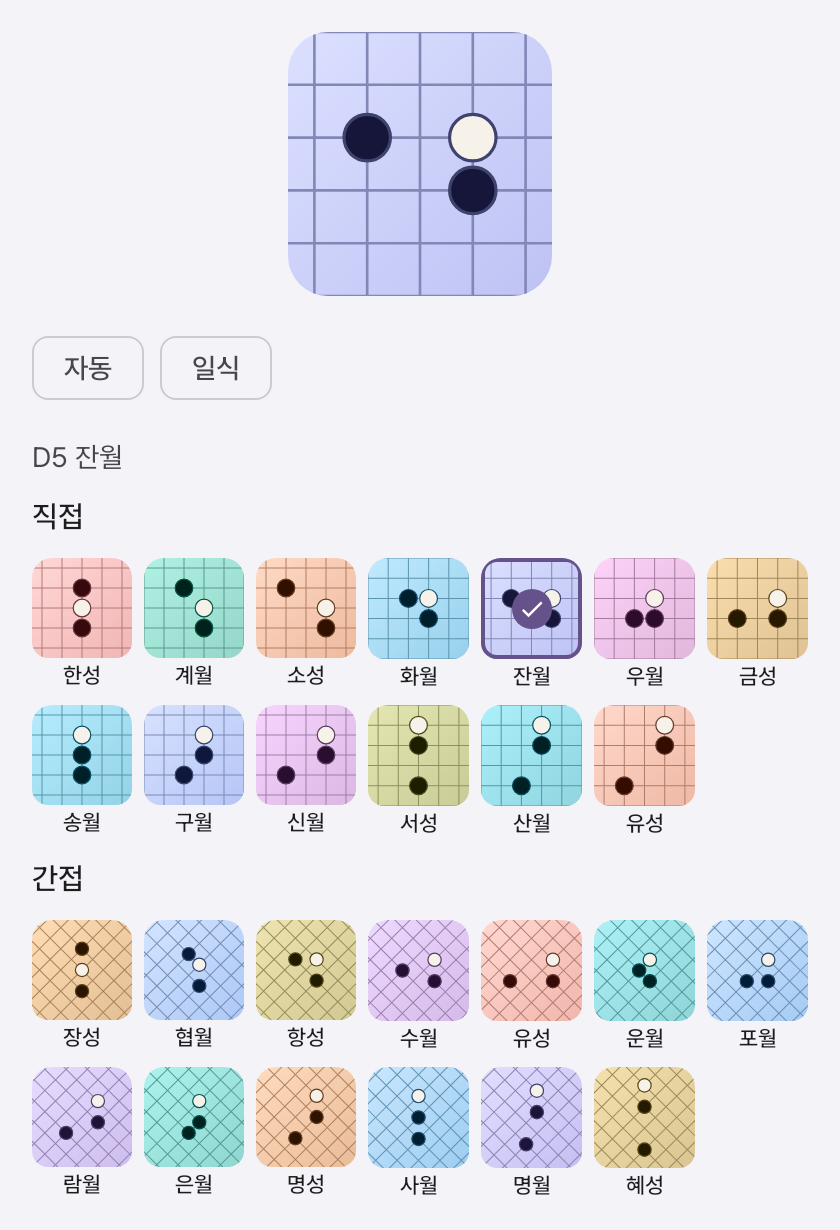 자동 일식
D5 잔월
직접
한성 계월 소성 화월 잔월 우월 금성
송월 구월 신월 서성 산월 유성
간접
장성 협월 항성 수월 유성 운월 포월
람월 은월 명성 사월 명월 혜성